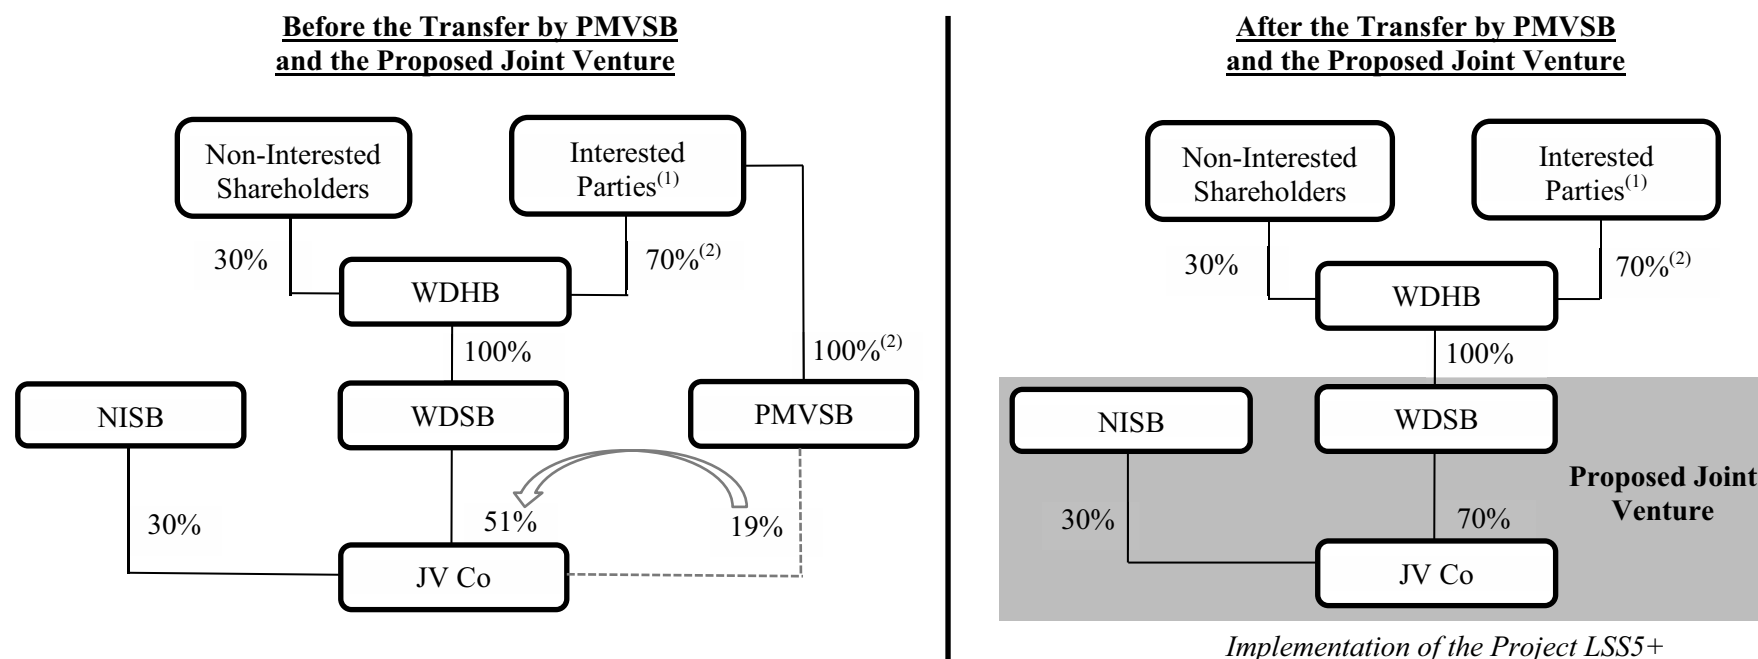 Before the Transfer by PMVSB
and the Proposed Joint Venture
Non-Interested
Shareholders
Interested
Parties(1)
30%
70%(2)
WDHB
100%
100%(2)
NISB
WDSB
PMVSB
30%
51%
19%
JV Co
After the Transfer by PMVSB
and the Proposed Joint Venture
Non-Interested
Shareholders
Interested
Parties(1)
30%
70%(2)
WDHB
100%
NISB
WDSB
Proposed Joint
Venture
30%
70%
JV Co
Implementation of the Project LSS5+